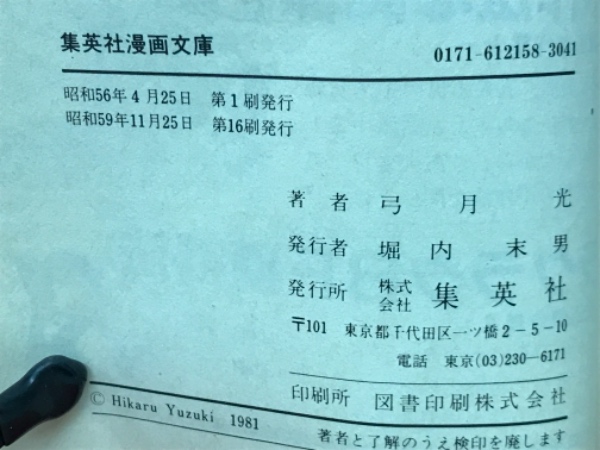 集英社漫画文庫
0171-612158-3041
昭和56年4月25日 第1刷発行
昭和59年11月25日 第16刷発行
著者 弓月光
発行者 堀内末男
発行所 株式会社 集英社
〒101 東京都千代田区一ツ橋2-5-10
電話 東京(03)230-6171
印刷所 図書印刷株式会社
© Hikaru Yuzuki 1981
著者と了解のうえ検印を廃します